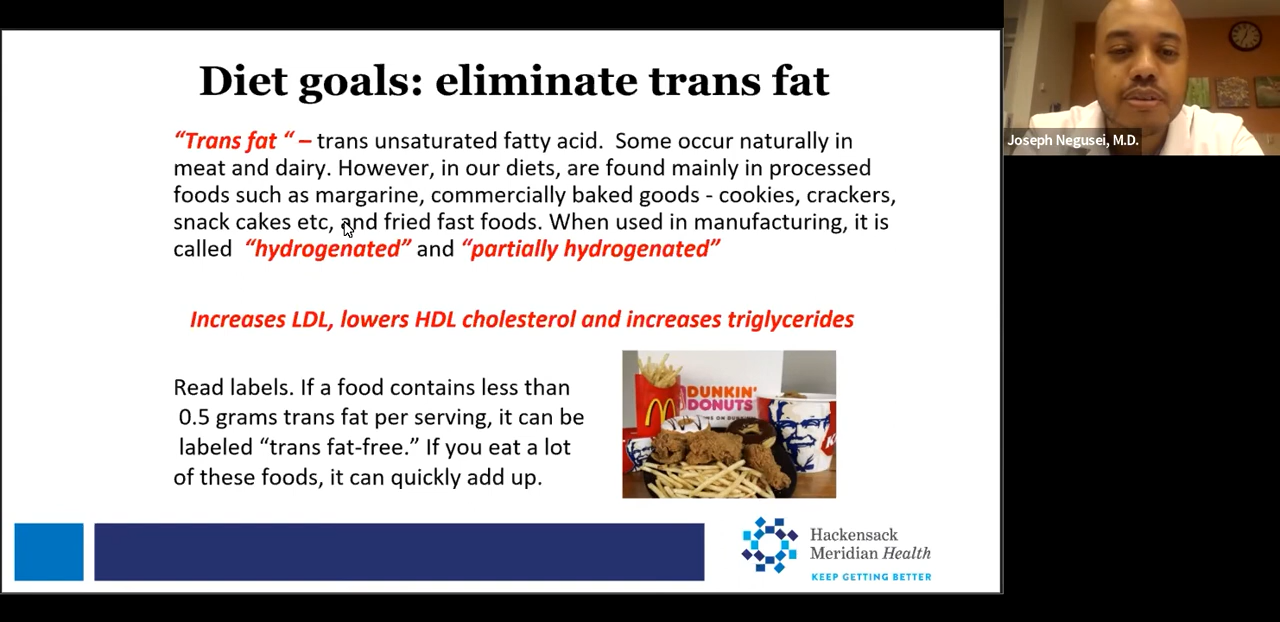 Diet goals: eliminate trans fat
“Trans fat “ – trans unsaturated fatty acid. Some occur naturally in
meat and dairy. However, in our diets, are found mainly in processed
foods such as margarine, commercially baked goods - cookies, crackers,
snack cakes etc, and fried fast foods. When used in manufacturing, it is
called “hydrogenated” and “partially hydrogenated”
Increases LDL, lowers HDL cholesterol and increases triglycerides
Read labels. If a food contains less than
0.5 grams trans fat per serving, it can be
labeled “trans fat-free.” If you eat a lot
of these foods, it can quickly add up.
DUNKIN'
DONUTS
Hackensack
Meridian Health
KEEP GETTING BETTER
Joseph Negusei, M.D.